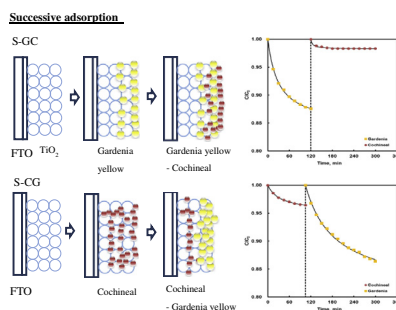 Successive adsorption
S-GC
FTO
TiO2
Gardenia
yellow
Gardenia yellow
- Cochineal
1.00
0.95
0.90
0.85
0.80
C/C0
Gardenia
Cochineal
0 60 120 180 240 300 360
Time, min
S-CG
FTO
Cochineal
Cochineal
- Gardenia yellow
1.00
0.95
0.90
0.85
0.80
C/C0
Cochineal
Gardenia
0 60 120 180 240 300 360
Time, min